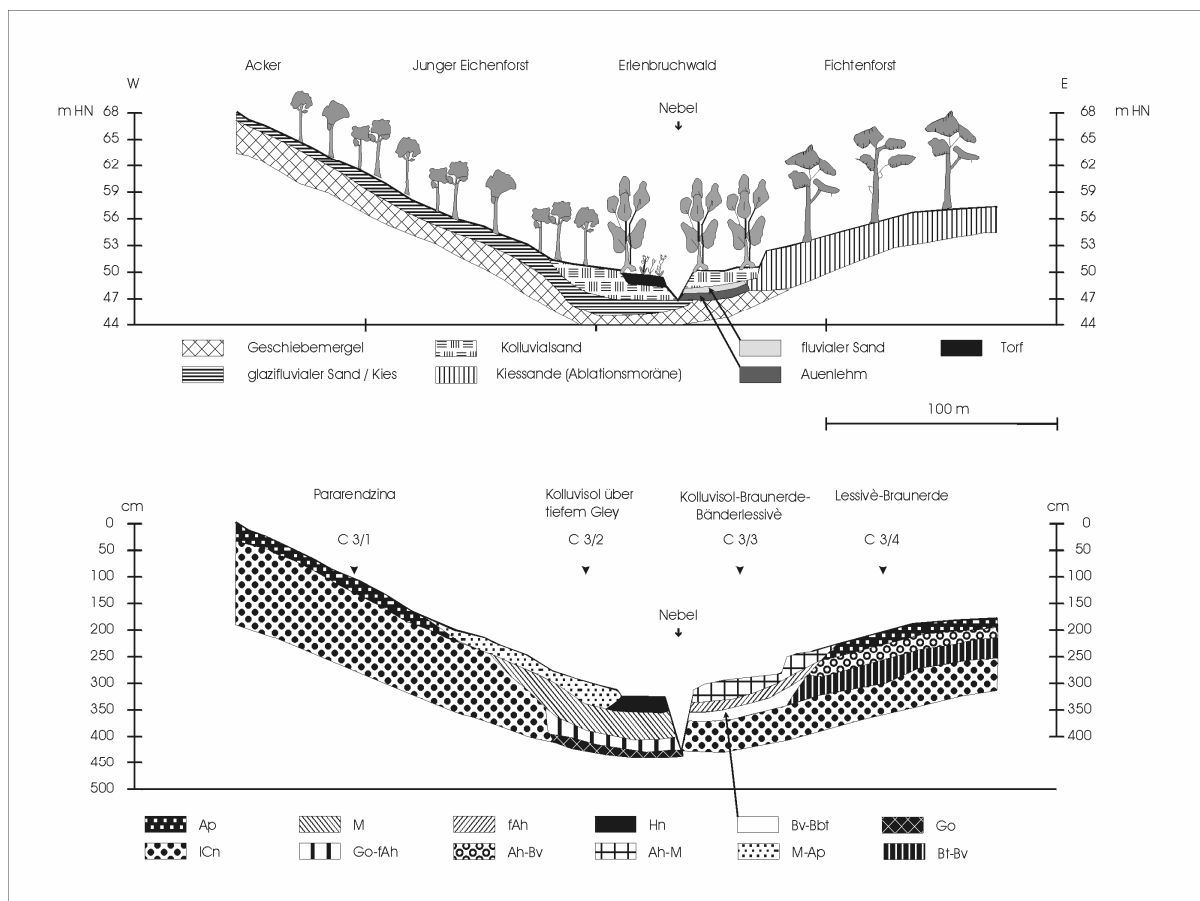 Acker Junger Eichenforst Erlenbruchwald Fichtenforst
W E
Nebel
m HN 68 68 m HN
65 65
62 62
59 59
56 56
53 53
50 50
47 47
44 44
Geschiebemergel Kolluvialsand fluvialer Sand Torf
glazifluvialer Sand / Kies Kiessande (Ablationsmoräne) Auenlehm
100 m
Pararendzina Kolluvisol über Kolluvisol-Braunerde- Lessivè-Braunerde
tiefem Gley Bänderlessivè
cm cm
0 0
C 3/1 C 3/2 C 3/3 C 3/4
50 50
100 100
150 150
Nebel
200 200
250 250
300 300
350 350
400 400
450
500
Ap M fAh Hn Bv-Bbt Go
lCn Go-fAh Ah-Bv Ah-M M-Ap Bt-Bv